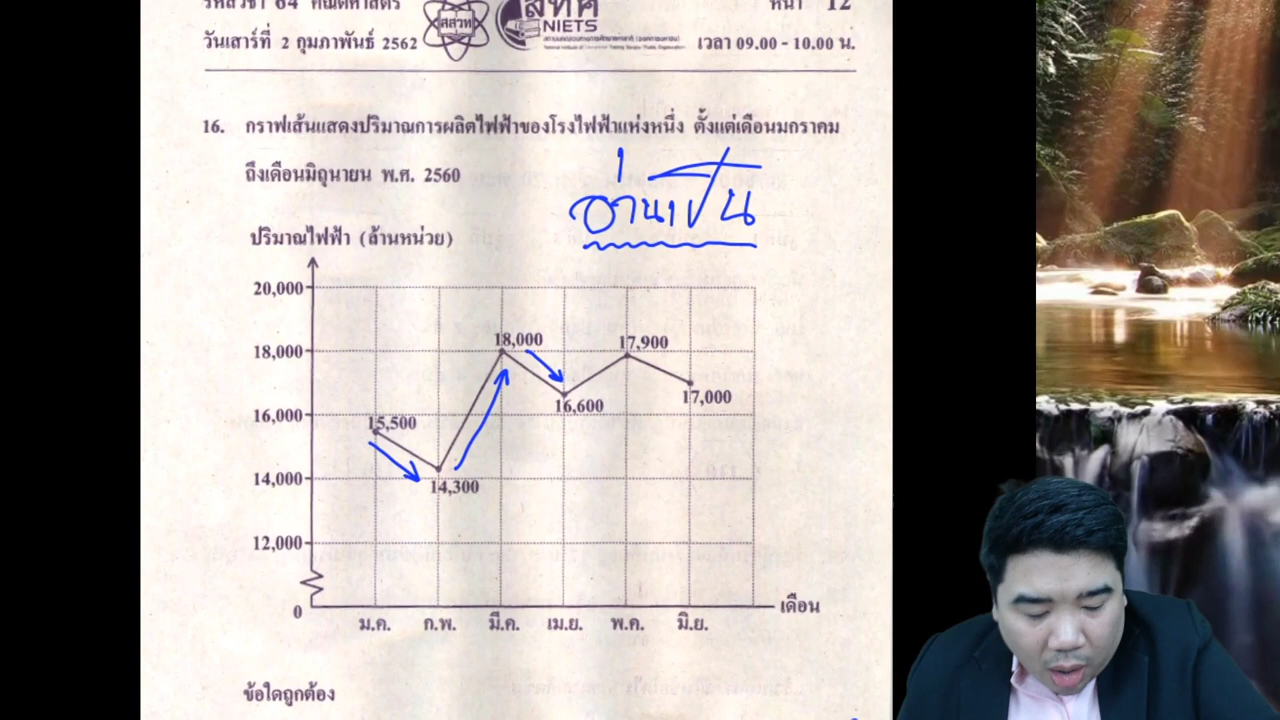 รหัสวิชา 64 คณิตศาสตร์
หน้า 12
สสวท
สทศ
NIETS
วันเสาร์ที่ 2 กุมภาพันธ์ 2562
เวลา 09.00 - 10.00 น.
16. กราฟเส้นแสดงปริมาณการผลิตไฟฟ้าของโรงไฟฟ้าแห่งหนึ่ง ตั้งแต่เดือนมกราคม
ถึงเดือนมิถุนายน พ.ศ. 2560
อ่านเป็น
ปริมาณไฟฟ้า (ล้านหน่วย)
20,000
18,000
16,000
14,000
12,000
0
15,500
14,300
18,000
16,600
17,900
17,000
ม.ค. ก.พ. มี.ค. เม.ย. พ.ค. มิ.ย.
เดือน
ข้อใดถูกต้อง